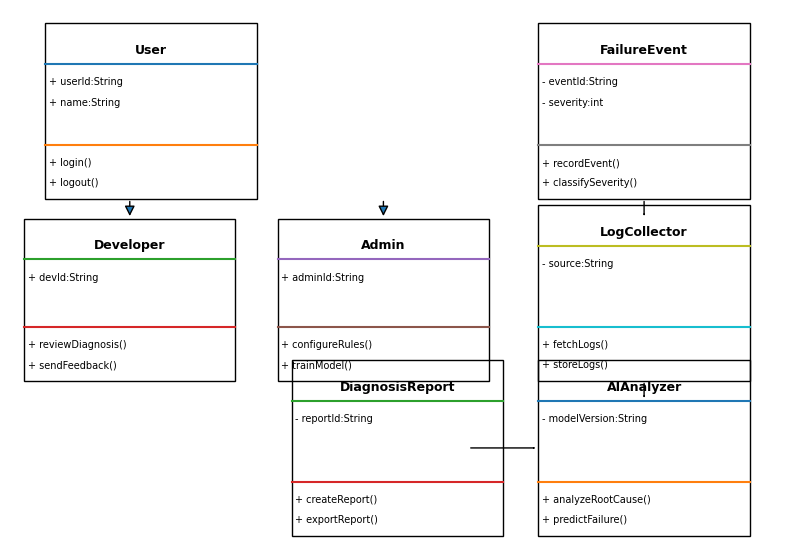 User
+ userId:String
+ name:String
+ login()
+ logout()
FailureEvent
- eventId:String
- severity:int
+ recordEvent()
+ classifySeverity()
Developer
+ devId:String
+ reviewDiagnosis()
+ sendFeedback()
Admin
+ adminId:String
+ configureRules()
+ trainModel()
LogCollector
- source:String
+ fetchLogs()
+ storeLogs()
DiagnosisReport
- reportId:String
+ createReport()
+ exportReport()
AIAnalyzer
- modelVersion:String
+ analyzeRootCause()
+ predictFailure()